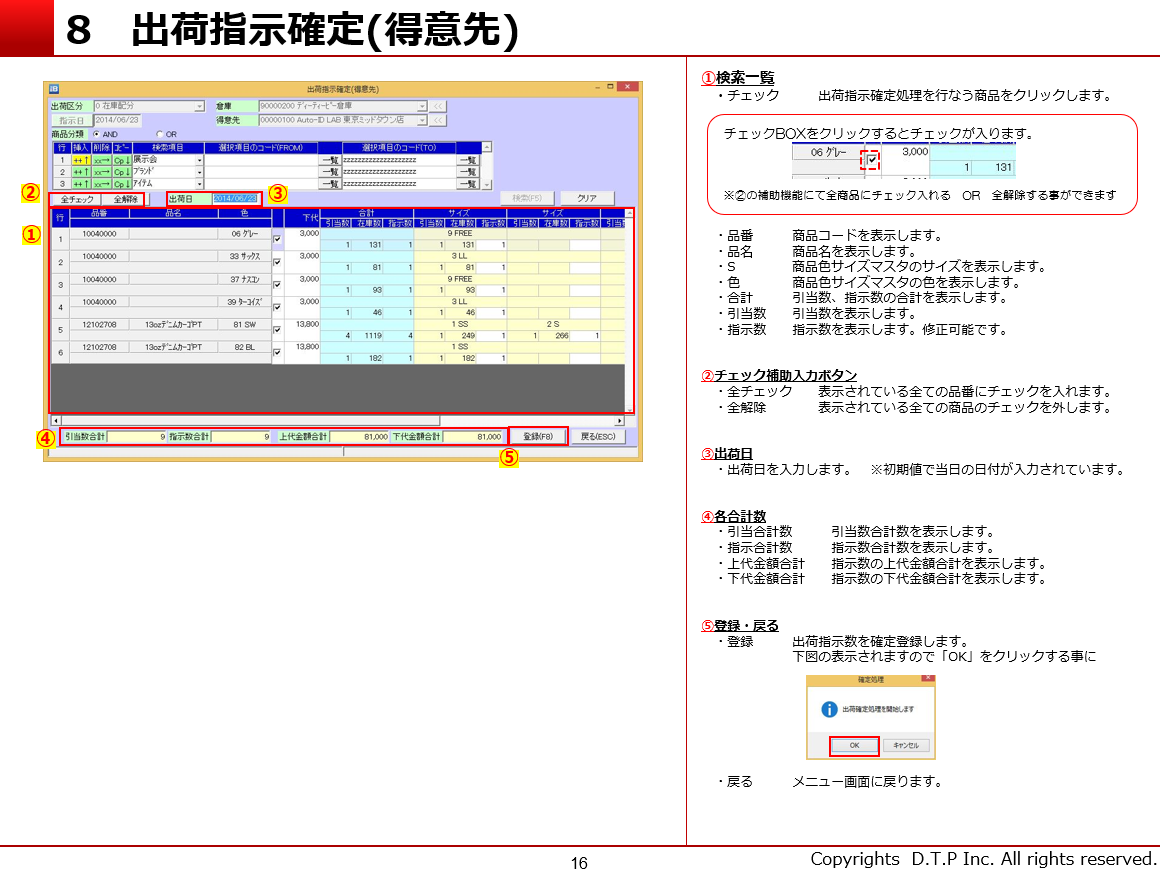 8 出荷指示確定(得意先)
出荷指示確定(得意先)
出荷区分 0 在庫配分 倉庫 90000200 ディーティーピー倉庫 <<
指示日 2014/06/23 得意先 00000100 Auto-ID LAB 東京ミッドタウン店 <<
商品分類 AND OR
行 挿入 削除 コピー 検索項目 選択項目のコード(FROM) 選択項目のコード(TO)
1 ++↑ xx→ Cp↓ 展示会 一覧 zzzzzzzzzzzzzzzzzzzz 一覧
2 ++↑ xx→ Cp↓ ブランド 一覧 zzzzzzzzzzzzzzzzzzzz 一覧
3 ++↑ xx→ Cp↓ アイテム 一覧 zzzzzzzzzzzzzzzzzzzz 一覧
② 全チェック 全解除 出荷日 2014/06/23 ③ 検索(F5) クリア
①
行 品番 品名 色 下代 合計 サイズ サイズ
引当数 在庫数 指示数 引当数 在庫数 指示数 引当数 在庫数 指示数 引当
1 10040000 06 グレー 3,000 9 FREE
1 131 1 1 131 1
2 10040000 33 サックス 3,000 3 LL
1 81 1 1 81 1
3 10040000 37 ナスコン 3,000 9 FREE
1 93 1 1 93 1
4 10040000 39 ターコイズ 3,000 3 LL
1 46 1 1 46 1
5 12102708 13ozデニムカーゴPT 81 SW 13,800 1 SS 2 S
4 1119 4 1 249 1 1 266 1
6 12102708 13ozデニムカーゴPT 82 BL 13,800 1 SS
1 182 1 1 182 1
④ 引当数合計 9 指示数合計 9 上代金額合計 81,000 下代金額合計 81,000 登録(F8) 戻る(ESC)
⑤
①検索一覧
・チェック 出荷指示確定処理を行なう商品をクリックします。
チェックBOXをクリックするとチェックが入ります。
06 グレー 3,000
1 131
※②の補助機能にて全商品にチェック入れる OR 全解除する事ができます
・品番 商品コードを表示します。
・品名 商品名を表示します。
・S 商品色サイズマスタのサイズを表示します。
・色 商品色サイズマスタの色を表示します。
・合計 引当数、指示数の合計を表示します。
・引当数 引当数を表示します。
・指示数 指示数を表示します。修正可能です。
②チェック補助入力ボタン
・全チェック 表示されている全ての品番にチェックを入れます。
・全解除 表示されている全ての商品のチェックを外します。
③出荷日
・出荷日を入力します。 ※初期値で当日の日付が入力されています。
④各合計数
・引当合計数 引当数合計数を表示します。
・指示合計数 指示数合計数を表示します。
・上代金額合計 指示数の上代金額合計を表示します。
・下代金額合計 指示数の下代金額合計を表示します。
⑤登録・戻る
・登録 出荷指示数を確定登録します。
下図の表示されますので「OK」をクリックする事に
確定処理
出荷確定処理を開始します
OK キャンセル
・戻る メニュー画面に戻ります。
16
Copyrights D.T.P Inc. All rights reserved.